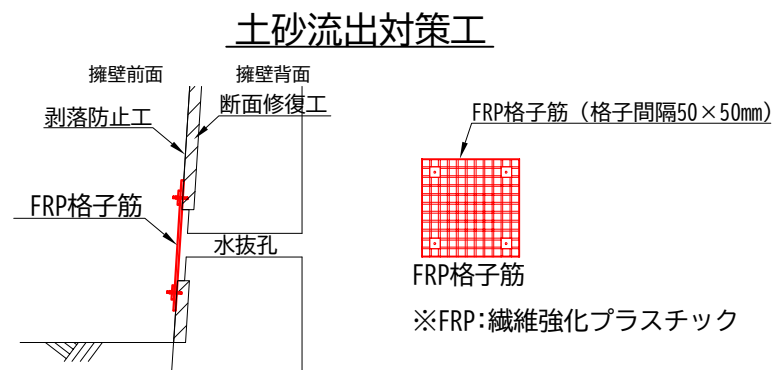 土砂流出対策工
擁壁前面
擁壁背面
剥落防止工
断面修復工
FRP格子筋
水抜孔
FRP格子筋（格子間隔50×50mm）
FRP格子筋
※FRP:繊維強化プラスチック